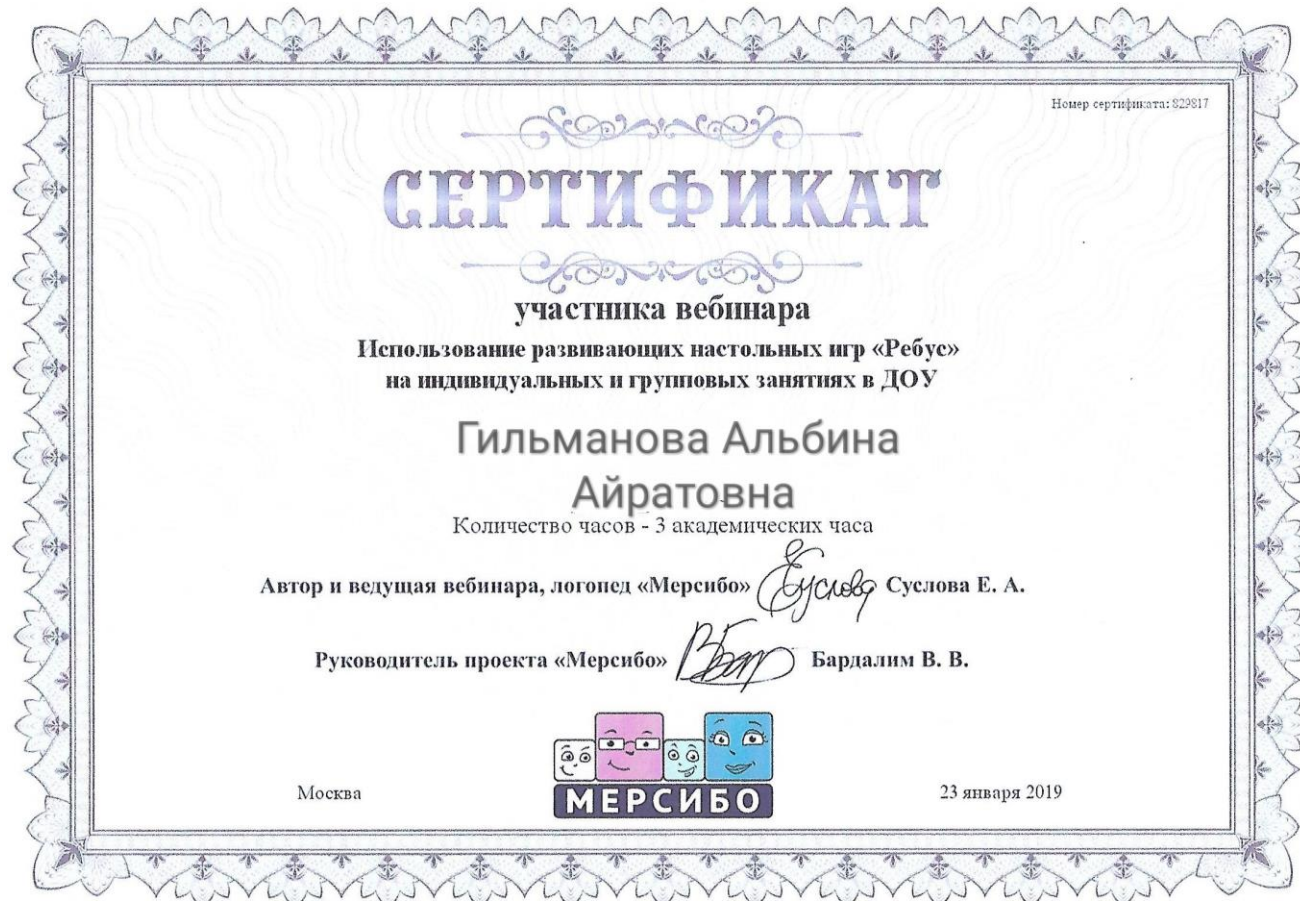 Номер сертификата: 829817
СЕРТИФИКАТ
участника вебинара
Использование развивающих настольных игр «Ребус»
на индивидуальных и групповых занятиях в ДОУ
Гильманова Альбина
Айратовна
Количество часов - 3 академических часа
Автор и ведущая вебинара, логопед «Мерсибо» Суслова Суслова Е. А.
Руководитель проекта «Мерсибо» Бардалим В. В.
МЕРСИБО
Москва 23 января 2019